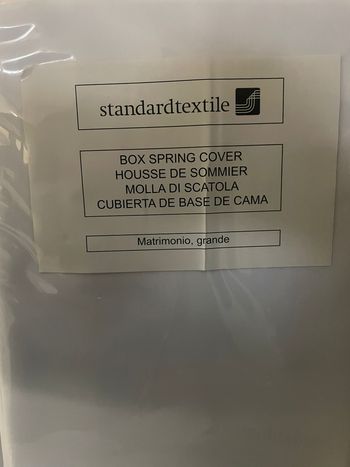 standardtextile
BOX SPRING COVER
HOUSSE DE SOMMIER
MOLLA DI SCATOLA
CUBIERTA DE BASE DE CAMA
Matrimonio, grande